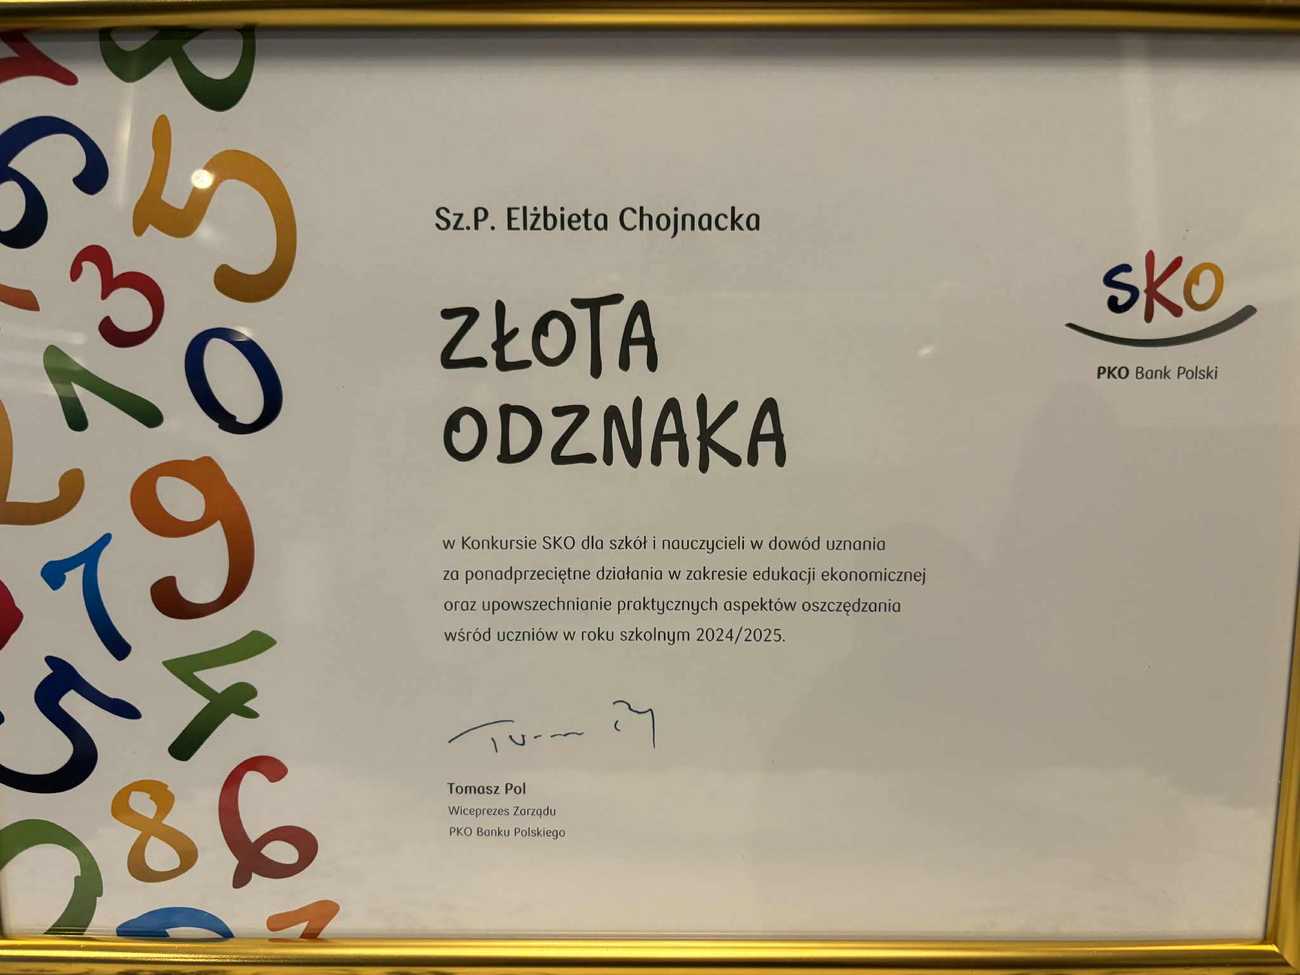 Sz.P. Elżbieta Chojnacka
ZŁOTA
ODZNAKA
SKO
PKO Bank Polski
w Konkursie SKO dla szkół i nauczycieli w dowód uznania
za ponadprzeciętne działania w zakresie edukacji ekonomicznej
oraz upowszechnianie praktycznych aspektów oszczędzania
wśród uczniów w roku szkolnym 2024/2025.
Tomasz Pol
Wiceprezes Zarządu
PKO Banku Polskiego